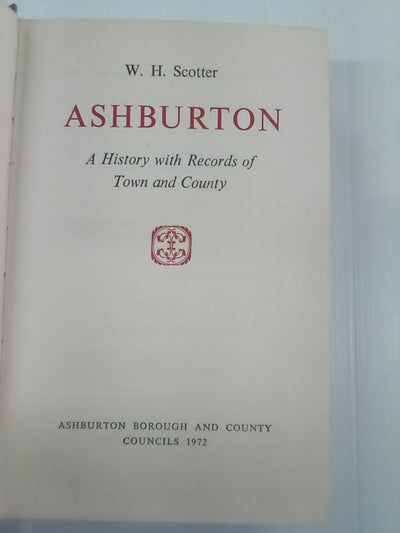 W. H. Scotter
ASHBURTON
A History with Records of
Town and County
ASHBURTON BOROUGH AND COUNTY
COUNCILS 1972